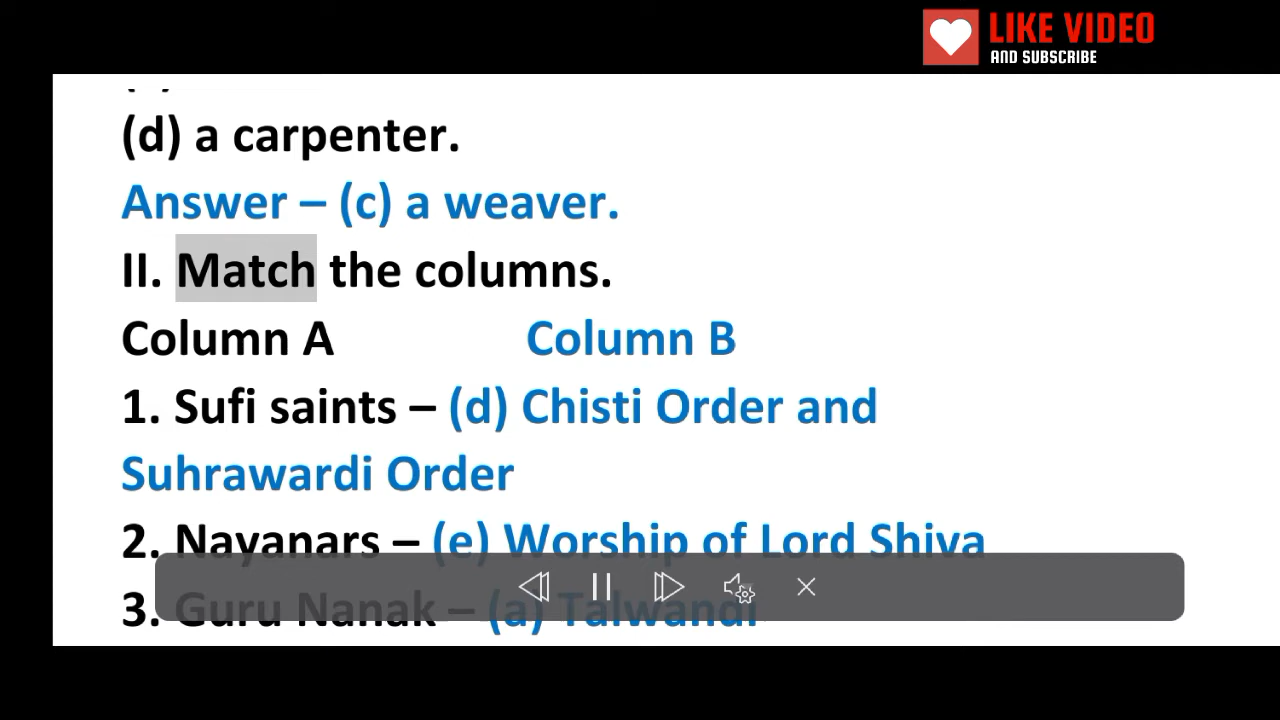 LIKE VIDEO
AND SUBSCRIBE
(d) a carpenter.
Answer – (c) a weaver.
II. Match the columns.
Column A Column B
1. Sufi saints – (d) Chisti Order and
Suhrawardi Order
2. Nayanars – (e) Worship of Lord Shiva
3. Guru Nanak – (a) Talwandi